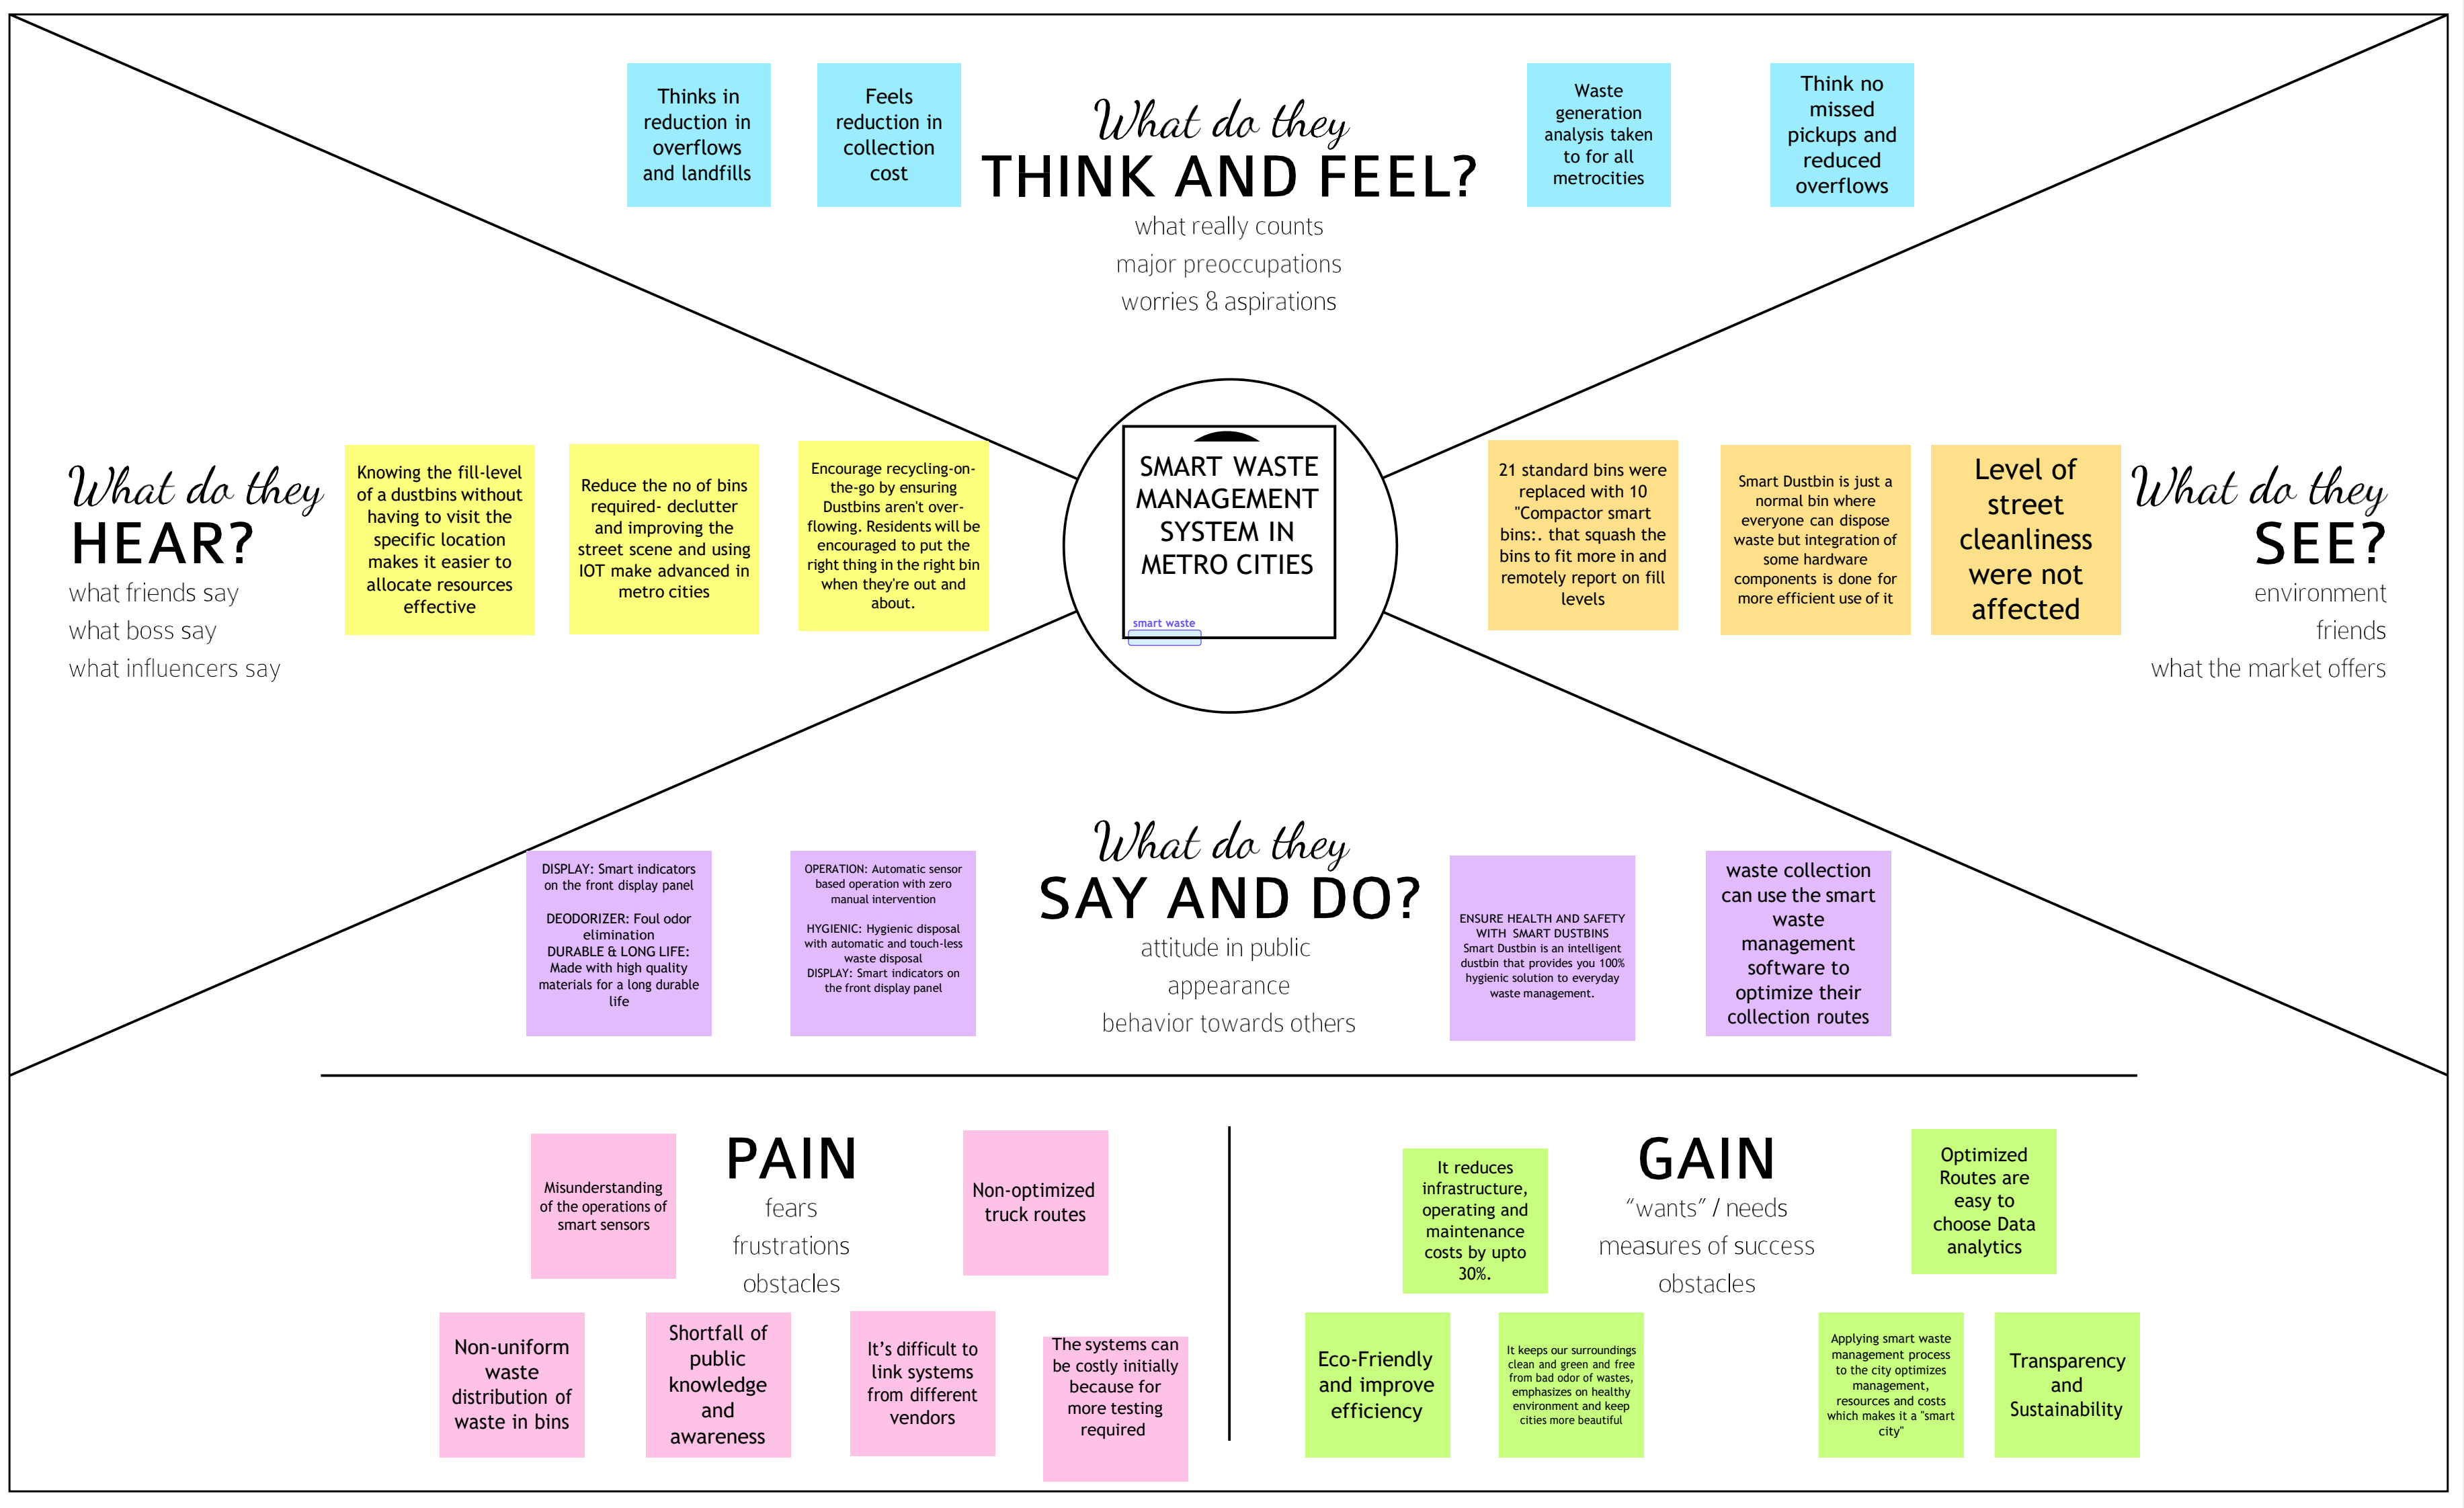 Thinks in
reduction in
overflows
and landfills
Feels
reduction in
collection
cost
What do they
THINK AND FEEL?
what really counts
major preoccupations
worries & aspirations
Waste
generation
analysis taken
to for all
metrocities
Think no
missed
pickups and
reduced
overflows
What do they
HEAR?
what friends say
what boss say
what influencers say
Knowing the fill-level
of a dustbins without
having to visit the
specific location
makes it easier to
allocate resources
effective
Reduce the no of bins
required- declutter
and improving the
street scene and using
IOT make advanced in
metro cities
Encourage recycling-on-
the-go by ensuring
Dustbins aren't over-
flowing. Residents will be
encouraged to put the
right thing in the right bin
when they're out and
about.
SMART WASTE
MANAGEMENT
SYSTEM IN
METRO CITIES
smart waste
21 standard bins were
replaced with 10
"Compactor smart
bins:. that squash the
bins to fit more in and
remotely report on fill
levels
Smart Dustbin is just a
normal bin where
everyone can dispose
waste but integration of
some hardware
components is done for
more efficient use of it
Level of
street
cleanliness
were not
affected
What do they
SEE?
environment
friends
what the market offers
DISPLAY: Smart indicators
on the front display panel
DEODORIZER: Foul odor
elimination
DURABLE & LONG LIFE:
Made with high quality
materials for a long durable
life
OPERATION: Automatic sensor
based operation with zero
manual intervention
HYGIENIC: Hygienic disposal
with automatic and touch-less
waste disposal
DISPLAY: Smart indicators on
the front display panel
What do they
SAY AND DO?
attitude in public
appearance
behavior towards others
ENSURE HEALTH AND SAFETY
WITH SMART DUSTBINS
Smart Dustbin is an intelligent
dustbin that provides you 100%
hygienic solution to everyday
waste management.
waste collection
can use the smart
waste
management
software to
optimize their
collection routes
Misunderstanding
of the operations of
smart sensors
PAIN
fears
frustrations
obstacles
Non-optimized
truck routes
Non-uniform
waste
distribution of
waste in bins
Shortfall of
public
knowledge
and
awareness
It's difficult to
link systems
from different
vendors
The systems can
be costly initially
because for
more testing
required
It reduces
infrastructure,
operating and
maintenance
costs by upto
30%.
GAIN
"wants" / needs
measures of success
obstacles
Optimized
Routes are
easy to
choose Data
analytics
Eco-Friendly
and improve
efficiency
It keeps our surroundings
clean and green and free
from bad odor of wastes,
emphasizes on healthy
environment and keep
cities more beautiful
Applying smart waste
management process
to the city optimizes
management,
resources and costs
which makes it a "smart
city"
Transparency
and
Sustainability